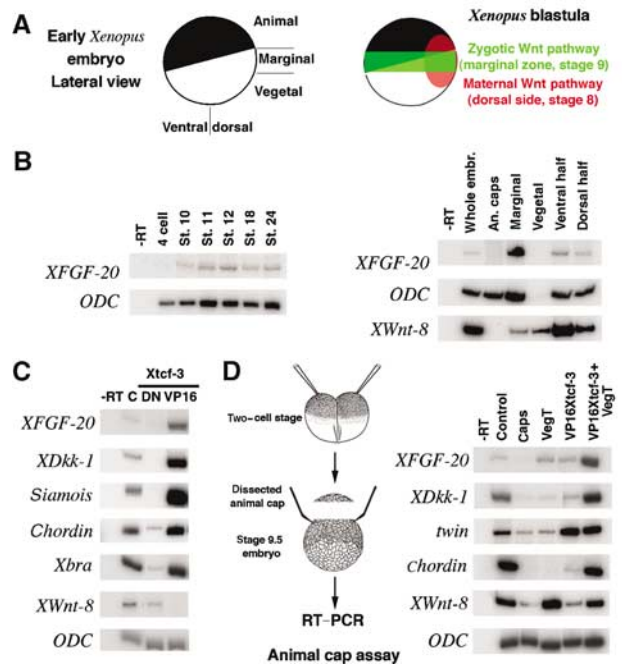 A
Early Xenopus
embryo
Lateral view
Animal
Marginal
Vegetal
Ventral dorsal
Xenopus blastula
Zygotic Wnt pathway
(marginal zone, stage 9)
Maternal Wnt pathway
(dorsal side, stage 8)
B
-RT
4 cell
St. 10
St. 11
St. 12
St. 18
St. 24
XFGF-20
ODC
-RT
Whole embr.
An. caps
Marginal
Vegetal
Ventral half
Dorsal half
XFGF-20
ODC
XWnt-8
C
Xtcf-3
-RT C DN VP16
XFGF-20
XDkk-1
Siamois
Chordin
Xbra
XWnt-8
ODC
D
Two-cell stage
Dissected
animal cap
Stage 9.5
embryo
RT-PCR
Animal cap assay
-RT
Control
Caps
VegT
VP16Xtcf-3
VP16Xtcf-3+
VegT
XFGF-20
XDkk-1
twin
Chordin
XWnt-8
ODC